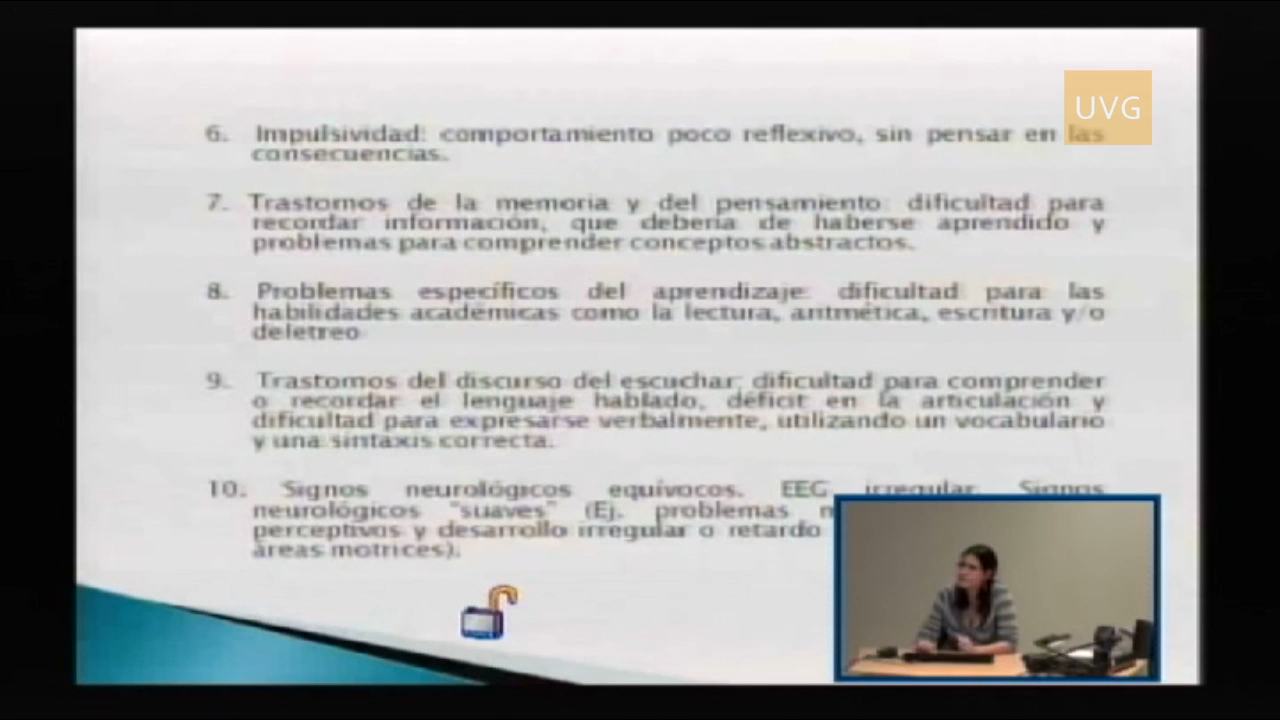 UVG
6. Impulsividad: comportamiento poco reflexivo, sin pensar en las
consecuencias.
7. Trastornos de la memoria y del pensamiento: dificultad para
recordar información, que debería de haberse aprendido y
problemas para comprender conceptos abstractos.
8. Problemas específicos del aprendizaje: dificultad para las
habilidades académicas como la lectura, aritmética, escritura y/o
deletreo
9. Trastornos del discurso del escuchar: dificultad para comprender
o recordar el lenguaje hablado, déficit en la articulación y
dificultad para expresarse verbalmente, utilizando un vocabulario
y una sintaxis correcta.
10. Signos neurológicos equívocos. EEG irregular. Signos
neurológicos "suaves" (Ej. problemas
perceptivos y desarrollo irregular o retardo
áreas motrices).